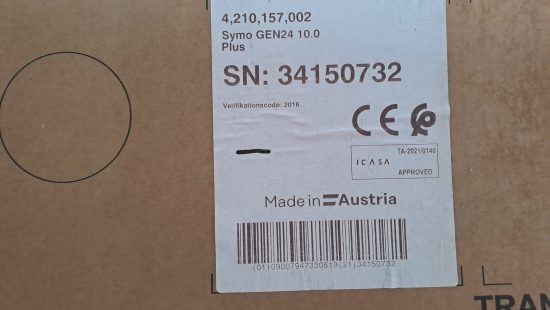 4,210,157,002
Symo GEN24 10.0
Plus
SN: 34150732
Verifikationscode: 2016
CE
TA-2021/0140
ICASA
APPROVED
Made in Austria
(01)09007947330819(21)34150732
TRAN